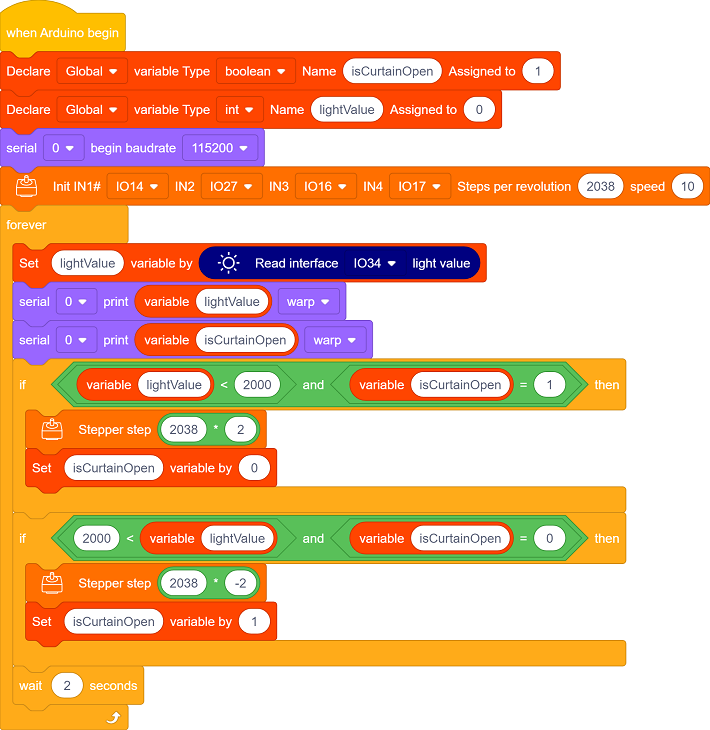 when Arduino begin
Declare Global variable Type boolean Name isCurtainOpen Assigned to 1
Declare Global variable Type int Name lightValue Assigned to 0
serial 0 begin baudrate 115200
Init IN1# IO14 IN2 IO27 IN3 IO16 IN4 IO17 Steps per revolution 2038 speed 10
forever
Set lightValue variable by Read interface IO34 light value
serial 0 print variable lightValue warp
serial 0 print variable isCurtainOpen warp
if variable lightValue < 2000 and variable isCurtainOpen = 1 then
Stepper step 2038 * 2
Set isCurtainOpen variable by 0
if 2000 < variable lightValue and variable isCurtainOpen = 0 then
Stepper step 2038 * -2
Set isCurtainOpen variable by 1
wait 2 seconds